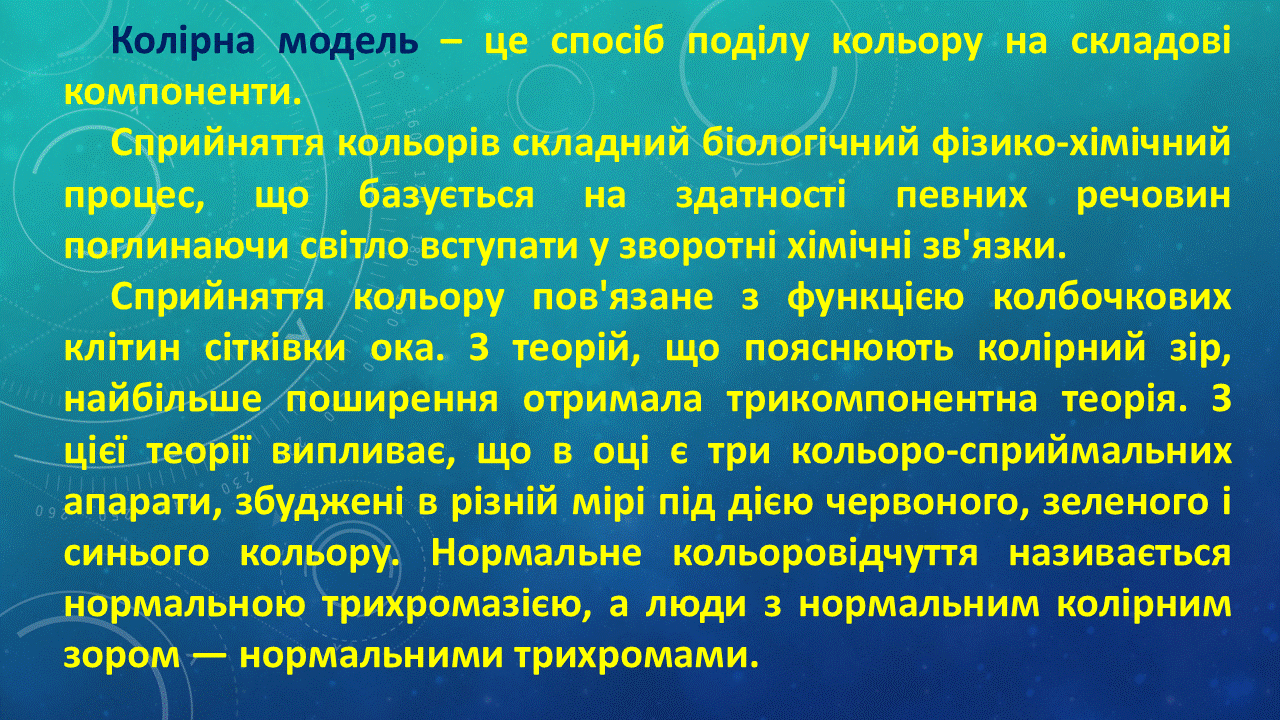 Колірна модель – це спосіб поділу кольору на складові
компоненти.
Сприйняття кольорів складний біологічний фізико-хімічний
процес, що базується на здатності певних речовин
поглинаючи світло вступати у зворотні хімічні зв'язки.
Сприйняття кольору пов'язане з функцією колбочкових
клітин сітківки ока. З теорій, що пояснюють колірний зір,
найбільше поширення отримала трикомпонентна теорія. З
цієї теорії випливає, що в оці є три кольоро-сприймальних
апарати, збуджені в різній мірі під дією червоного, зеленого і
синього кольору. Нормальне кольоровідчуття називається
нормальною трихромазією, а люди з нормальним колірним
зором — нормальними трихромами.